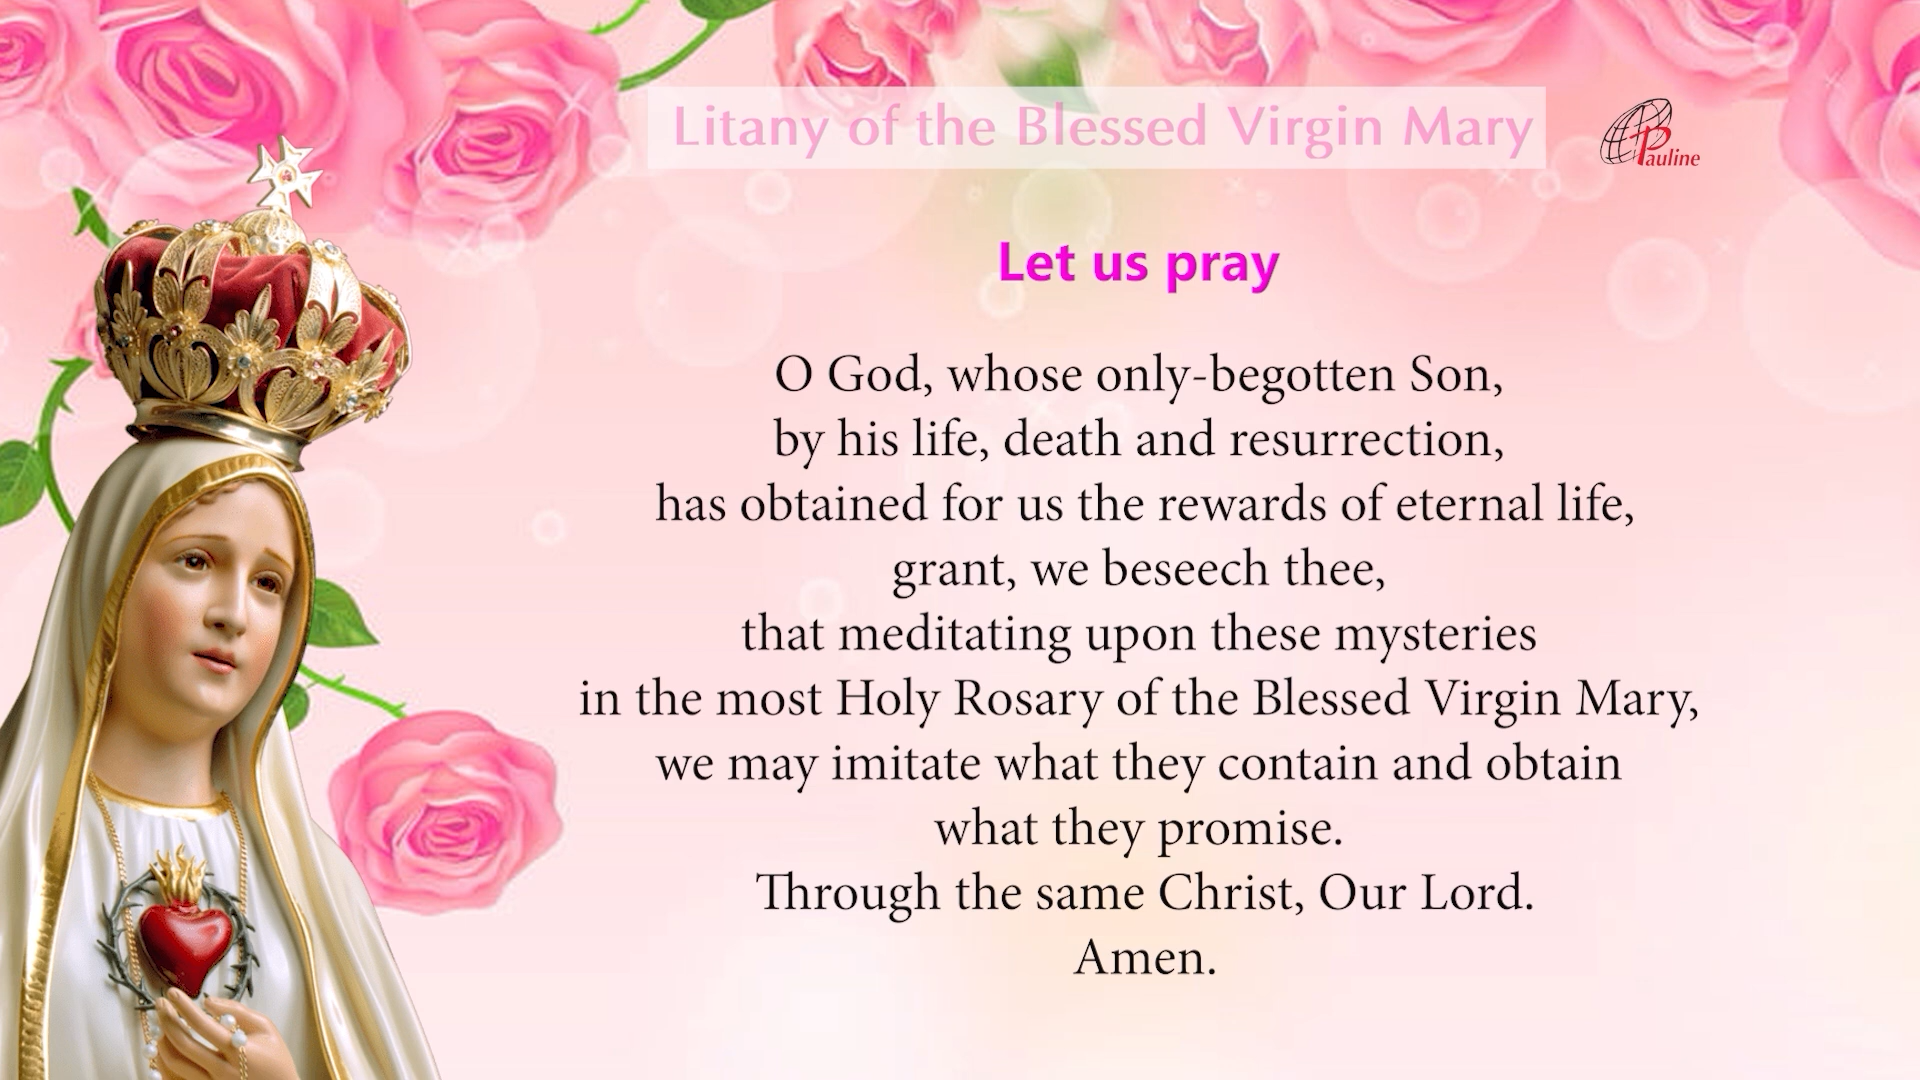 Litany of the Blessed Virgin Mary
Pauline
Let us pray
O God, whose only-begotten Son,
by his life, death and resurrection,
has obtained for us the rewards of eternal life,
grant, we beseech thee,
that meditating upon these mysteries
in the most Holy Rosary of the Blessed Virgin Mary,
we may imitate what they contain and obtain
what they promise.
Through the same Christ, Our Lord.
Amen.